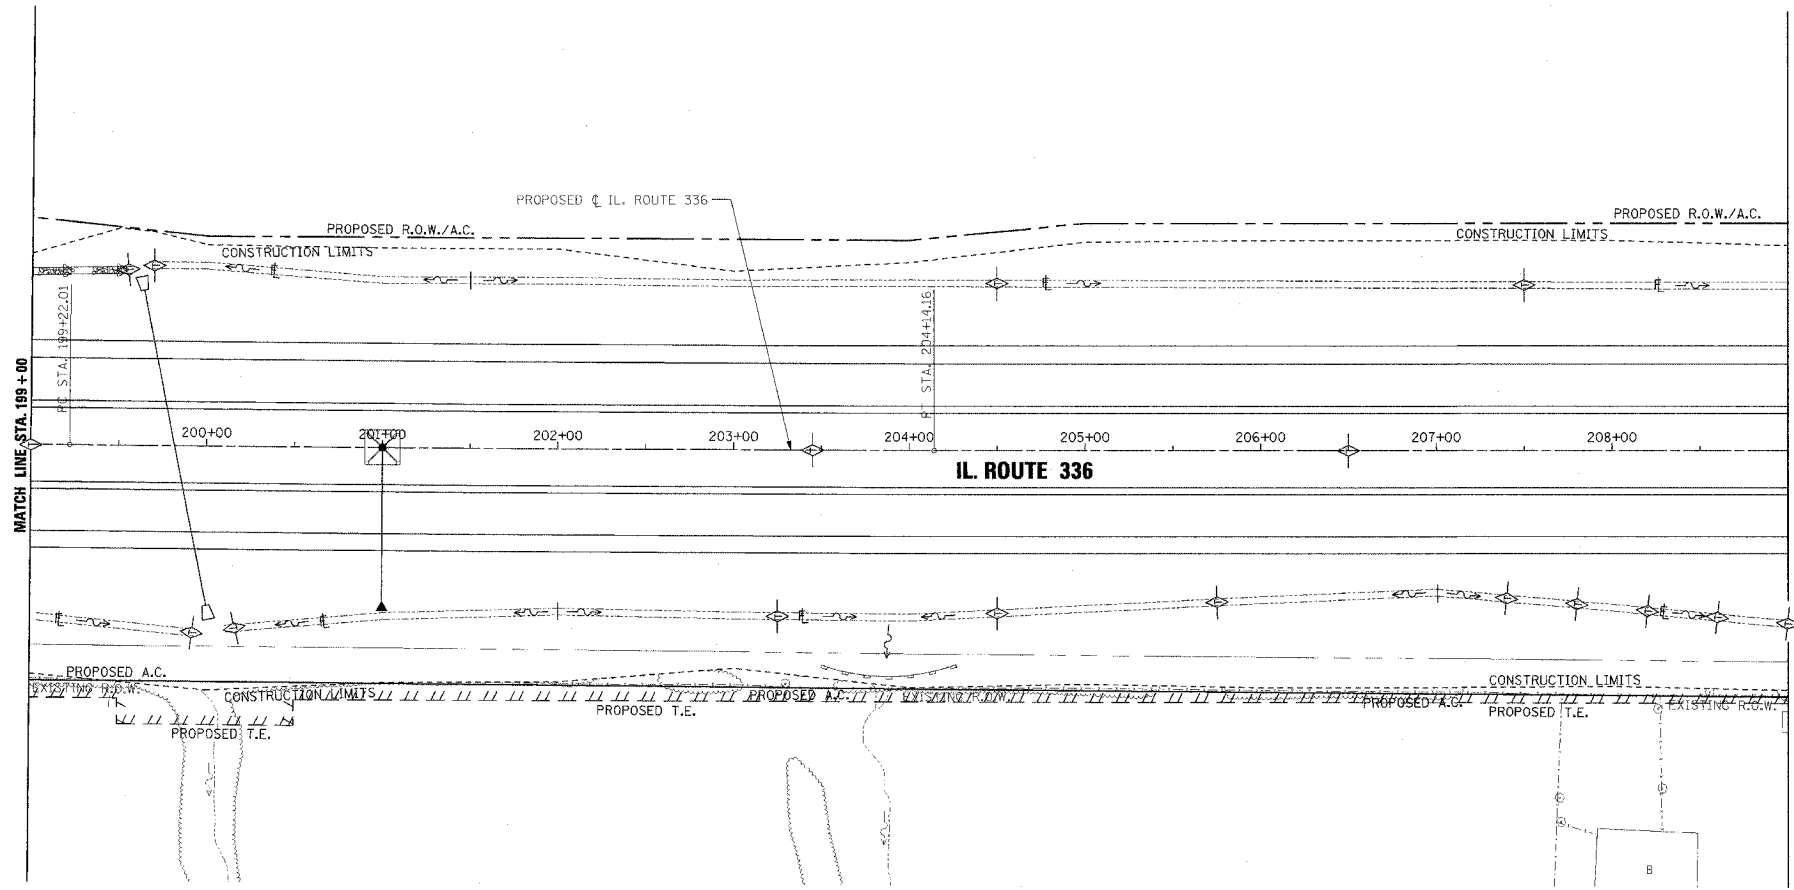 PROPOSED ℄ IL. ROUTE 336
PROPOSED R.O.W./A.C.
PROPOSED R.O.W./A.C.
CONSTRUCTION LIMITS
CONSTRUCTION LIMITS
PC STA. 199+22.01
PT STA. 204+14.16
MATCH LINE STA. 199 + 00
200+00
201+00
202+00
203+00
204+00
205+00
206+00
207+00
208+00
IL. ROUTE 336
PROPOSED A.C.
EXISTING R.O.W.
CONSTRUCTION LIMITS
PROPOSED A.C.
EXISTING R.O.W.
PROPOSED A.C.
CONSTRUCTION LIMITS
EXISTING R.O.W.
PROPOSED T.E.
PROPOSED T.E.
PROPOSED T.E.
B